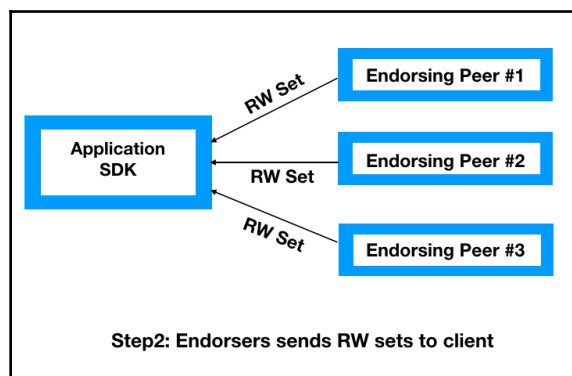 Endorsing Peer #1
RW Set
Application
SDK
Endorsing Peer #2
RW Set
RW Set
Endorsing Peer #3
Step2: Endorsers sends RW sets to client